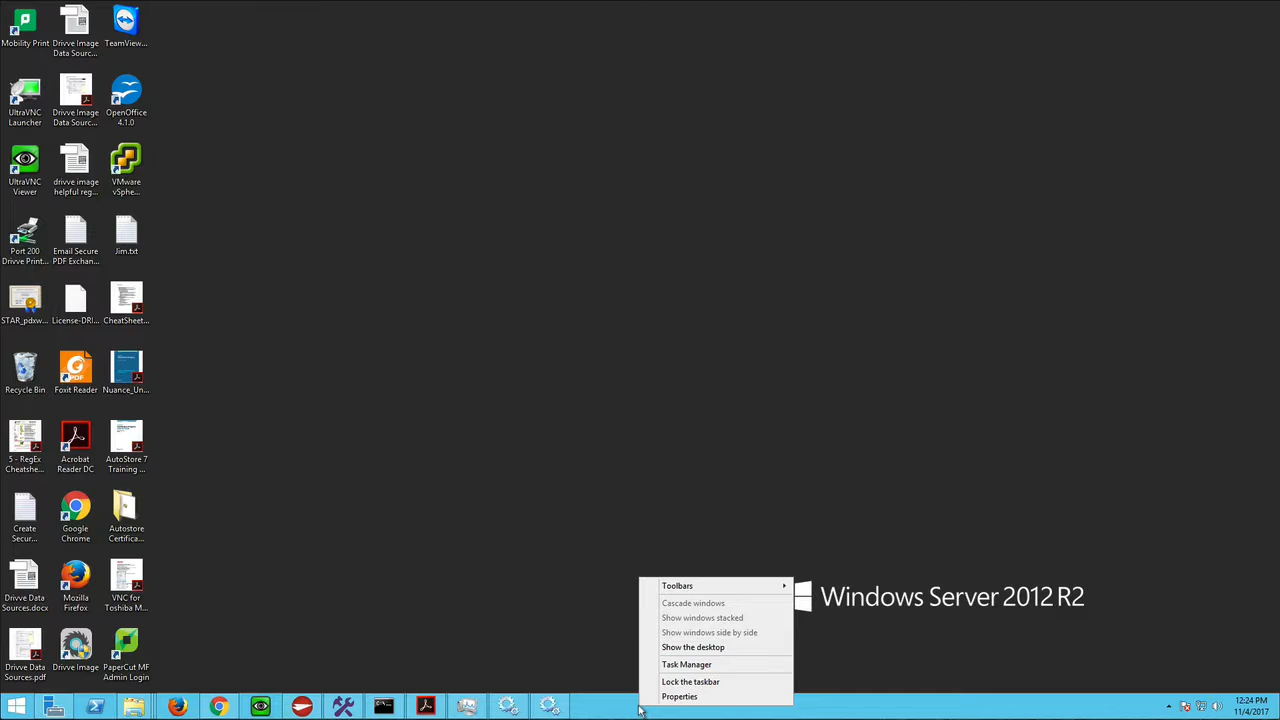 Mobility Print
Drivve Image
Data Sourc...
TeamView...
UltraVNC
Launcher
Drivve Image
Data Sourc...
OpenOffice
4.1.0
UltraVNC
Viewer
drivve image
helpful reg...
VMware
vSphe...
Port 200
Drivve Print...
Email Secure
PDF Exchan...
Jim.txt
STAR_pdxw...
License-DRI...
CheatSheet...
Recycle Bin
Foxit Reader
Nuance_Un...
5 - RegEx
Cheatshe...
Acrobat
Reader DC
AutoStore 7
Training ...
Create
Secur...
Google
Chrome
Autostore
Certifica...
Drivve Data
Sources.docx
Mozilla
Firefox
VNC for
Toshiba M...
Drivve Data
Sources.pdf
Drivve Image
PaperCut MF
Admin Login
Toolbars
Cascade windows
Show windows stacked
Show windows side by side
Show the desktop
Task Manager
Lock the taskbar
Properties
Windows Server 2012 R2
12:24 PM
11/4/2017